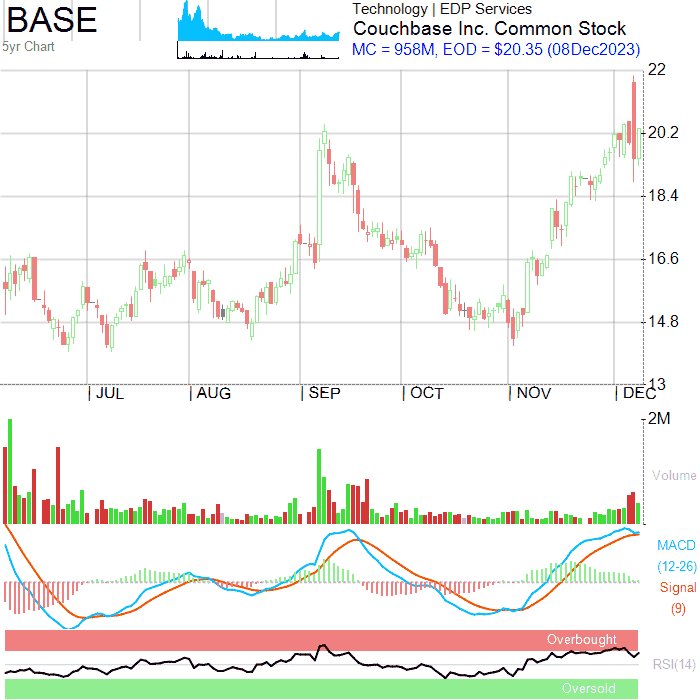 BASE
5yr Chart
Technology | EDP Services
Couchbase Inc. Common Stock
MC = 958M, EOD = $20.35 (08Dec2023)
22
20.2
18.4
16.6
14.8
13
JUL AUG SEP OCT NOV DEC
2M
Volume
MACD
(12-26)
Signal
(9)
Overbought
RSI(14)
Oversold